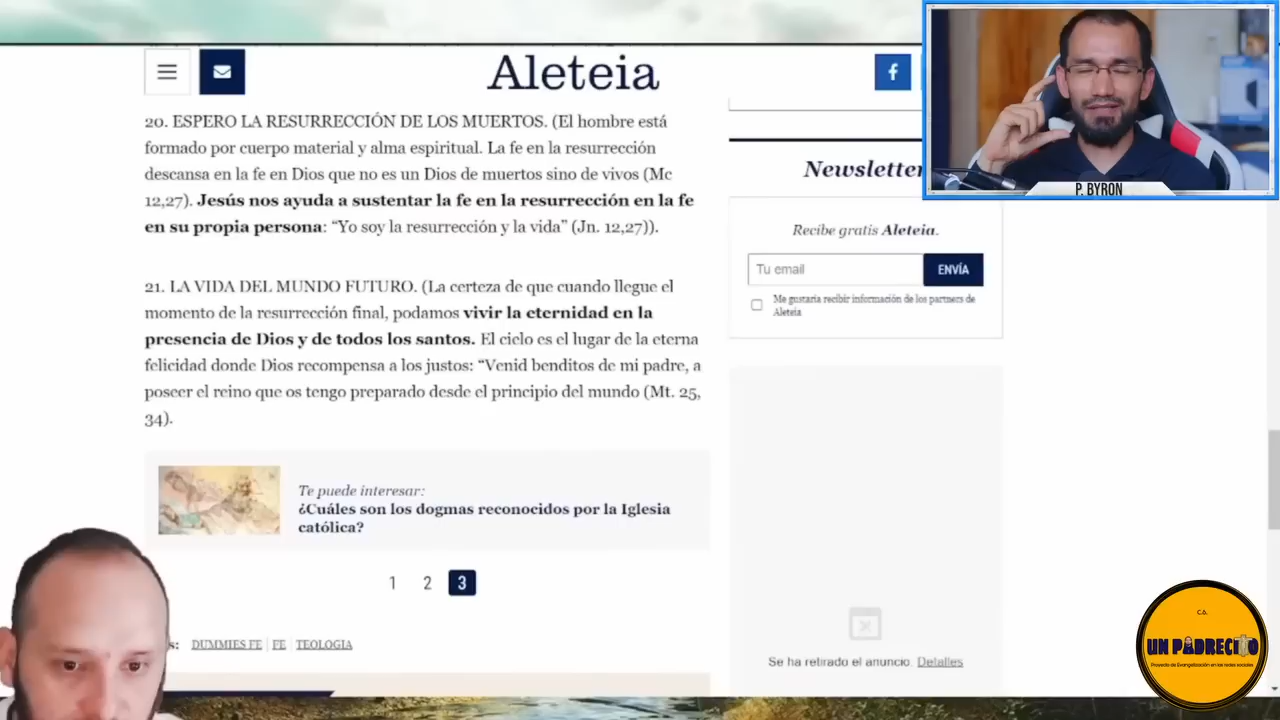 Aleteia
f
20. ESPERO LA RESURRECCIÓN DE LOS MUERTOS. (El hombre está
formado por cuerpo material y alma espiritual. La fe en la resurrección
descansa en la fe en Dios que no es un Dios de muertos sino de vivos (Mc
12,27). Jesús nos ayuda a sustentar la fe en la resurrección en la fe
en su propia persona: “Yo soy la resurrección y la vida” (Jn. 12,27)).
21. LA VIDA DEL MUNDO FUTURO. (La certeza de que cuando llegue el
momento de la resurrección final, podamos vivir la eternidad en la
presencia de Dios y de todos los santos. El cielo es el lugar de la eterna
felicidad donde Dios recompensa a los justos: “Venid benditos de mi padre, a
poseer el reino que os tengo preparado desde el principio del mundo (Mt. 25,
34).
Te puede interesar:
¿Cuáles son los dogmas reconocidos por la Iglesia
católica?
1 2 3
s: DUMMIES FE | FE | TEOLOGIA
Newsletter
Recibe gratis Aleteia.
Tu email ENVÍA
Me gustaría recibir información de los partners de
Aleteia
Se ha retirado el anuncio. Detalles
P. BYRON
C.S.
UN PADRECITO
Proyecto de Evangelización en las redes sociales